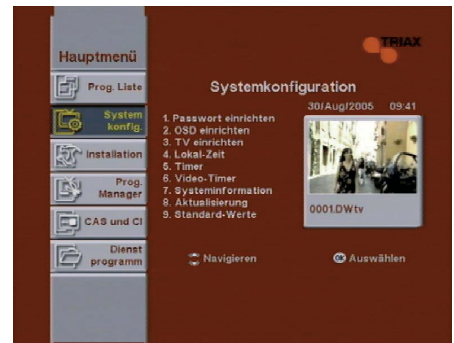 Hauptmenü
Prog. Liste
System
konfig.
Installation
Prog.
Manager
CAS und CI
Dienst
programm
TRIAX
Systemkonfiguration
30/Aug/2005 09:41
1. Passwort einrichten
2. OSD einrichten
3. TV einrichten
4. Lokal-Zeit
5. Timer
6. Video-Timer
7. Systeminformation
8. Aktualisierung
9. Standard-Werte
0001.DWtv
Navigieren
OK Auswählen